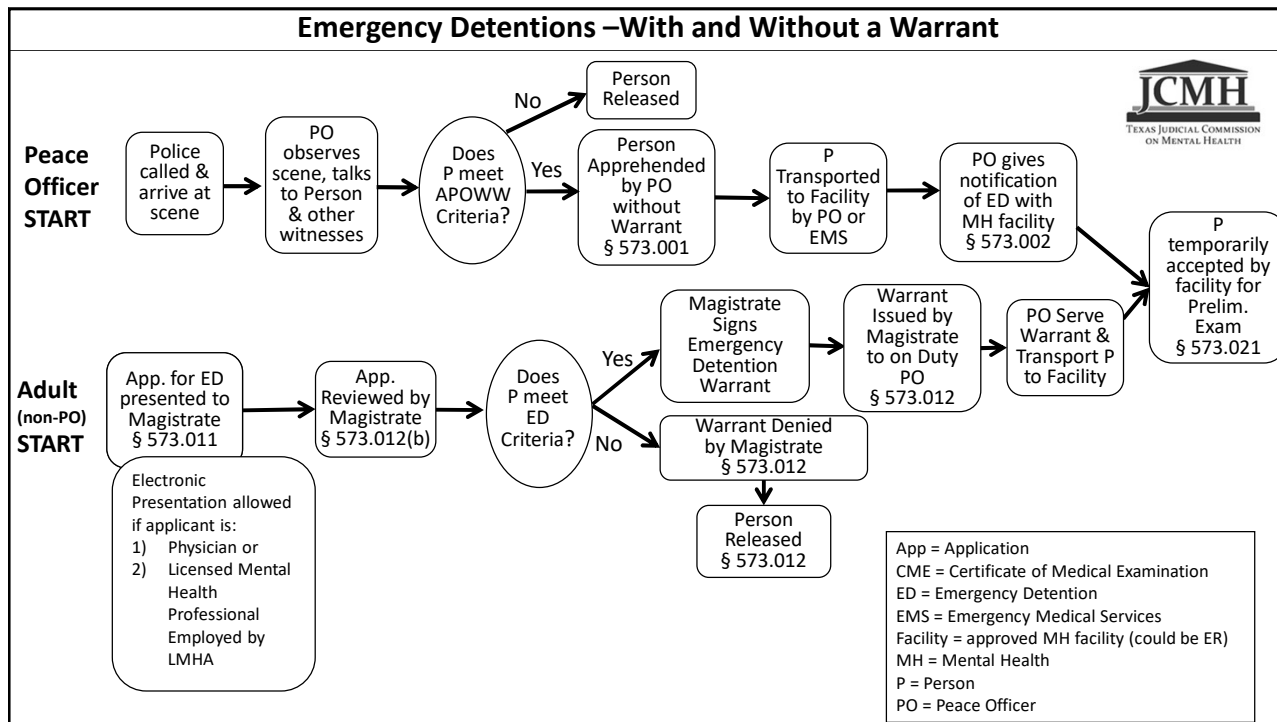 Emergency Detentions –With and Without a Warrant
JCMH
TEXAS JUDICIAL COMMISSION
ON MENTAL HEALTH
Peace
Officer
START
Police
called &
arrive at
scene
PO
observes
scene, talks
to Person
& other
witnesses
Does
P meet
APOWW
Criteria?
No
Person
Released
Yes
Person
Apprehended
by PO
without
Warrant
§ 573.001
P
Transported
to Facility
by PO or
EMS
PO gives
notification
of ED with
MH facility
§ 573.002
P
temporarily
accepted by
facility for
Prelim.
Exam
§ 573.021
Adult
(non-PO)
START
App. for ED
presented to
Magistrate
§ 573.011
App.
Reviewed by
Magistrate
§ 573.012(b)
Does
P meet
ED
Criteria?
Yes
Magistrate
Signs
Emergency
Detention
Warrant
Warrant
Issued by
Magistrate
to on Duty
PO
§ 573.012
PO Serve
Warrant &
Transport P
to Facility
No
Warrant Denied
by Magistrate
§ 573.012
Person
Released
§ 573.012
Electronic
Presentation allowed
if applicant is:
1) Physician or
2) Licensed Mental
Health
Professional
Employed by
LMHA
App = Application
CME = Certificate of Medical Examination
ED = Emergency Detention
EMS = Emergency Medical Services
Facility = approved MH facility (could be ER)
MH = Mental Health
P = Person
PO = Peace Officer